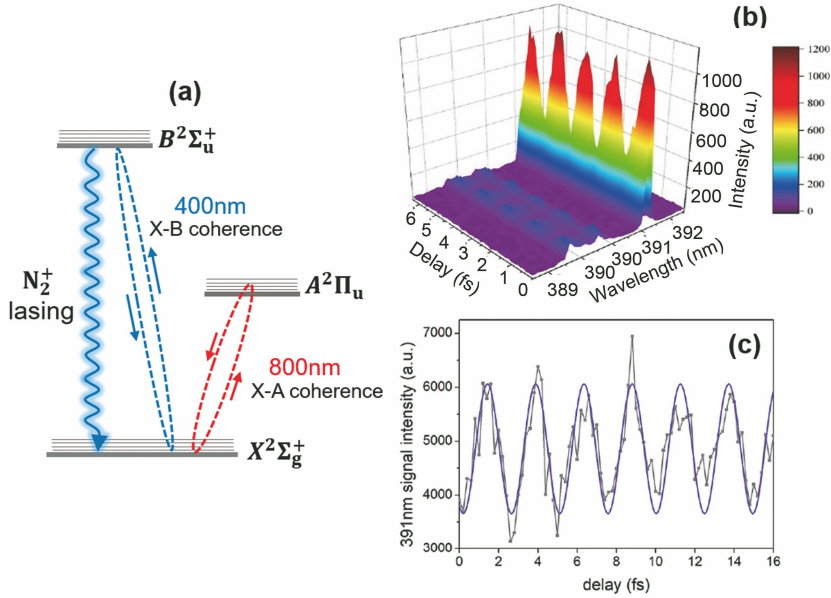 (a)
B²Σᵤ⁺
400nm
X-B coherence
N₂⁺
lasing
A²Πᵤ
800nm
X-A coherence
X²Σg⁺
(b)
1000
800
600
400
200
Intensity (a.u.)
6
5
4
3
2
1
0
Delay (fs)
389
390
390
391
392
Wavelength (nm)
1200
1000
800
600
400
200
0
(c)
7000
6000
5000
4000
3000
391nm signal intensity (a.u.)
0 2 4 6 8 10 12 14 16
delay (fs)